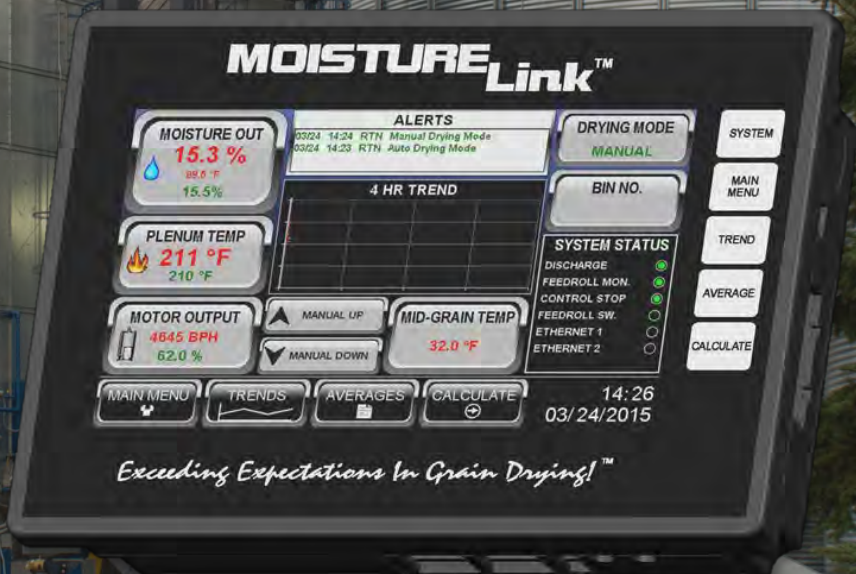 MOISTURELink™
MOISTURE OUT
15.3 %
15.5%
ALERTS
03/24 14:24 RTN Manual Drying Mode
03/24 14:23 RTN Auto Drying Mode
DRYING MODE
MANUAL
SYSTEM
4 HR TREND
BIN NO.
MAIN
MENU
PLENUM TEMP
211 °F
210 °F
SYSTEM STATUS
DISCHARGE
FEEDROLL MON.
CONTROL STOP
FEEDROLL SW.
ETHERNET 1
ETHERNET 2
TREND
AVERAGE
CALCULATE
MOTOR OUTPUT
4645 BPH
62.0 %
MANUAL UP
MANUAL DOWN
MID-GRAIN TEMP
32.0 °F
MAIN MENU
TRENDS
AVERAGES
CALCULATE
14:26
03/24/2015
Exceeding Expectations In Grain Drying!™